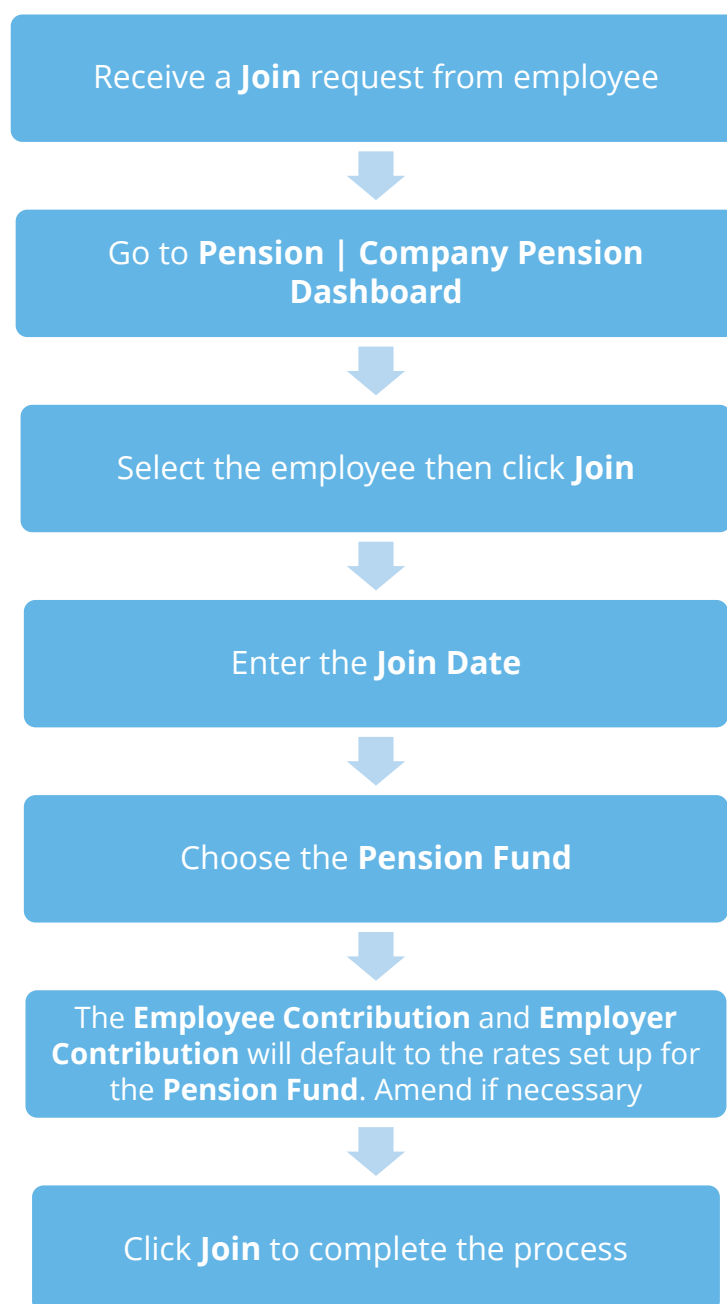 Receive a Join request from employee
Go to Pension | Company Pension
Dashboard
Select the employee then click Join
Enter the Join Date
Choose the Pension Fund
The Employee Contribution and Employer
Contribution will default to the rates set up for
the Pension Fund. Amend if necessary
Click Join to complete the process